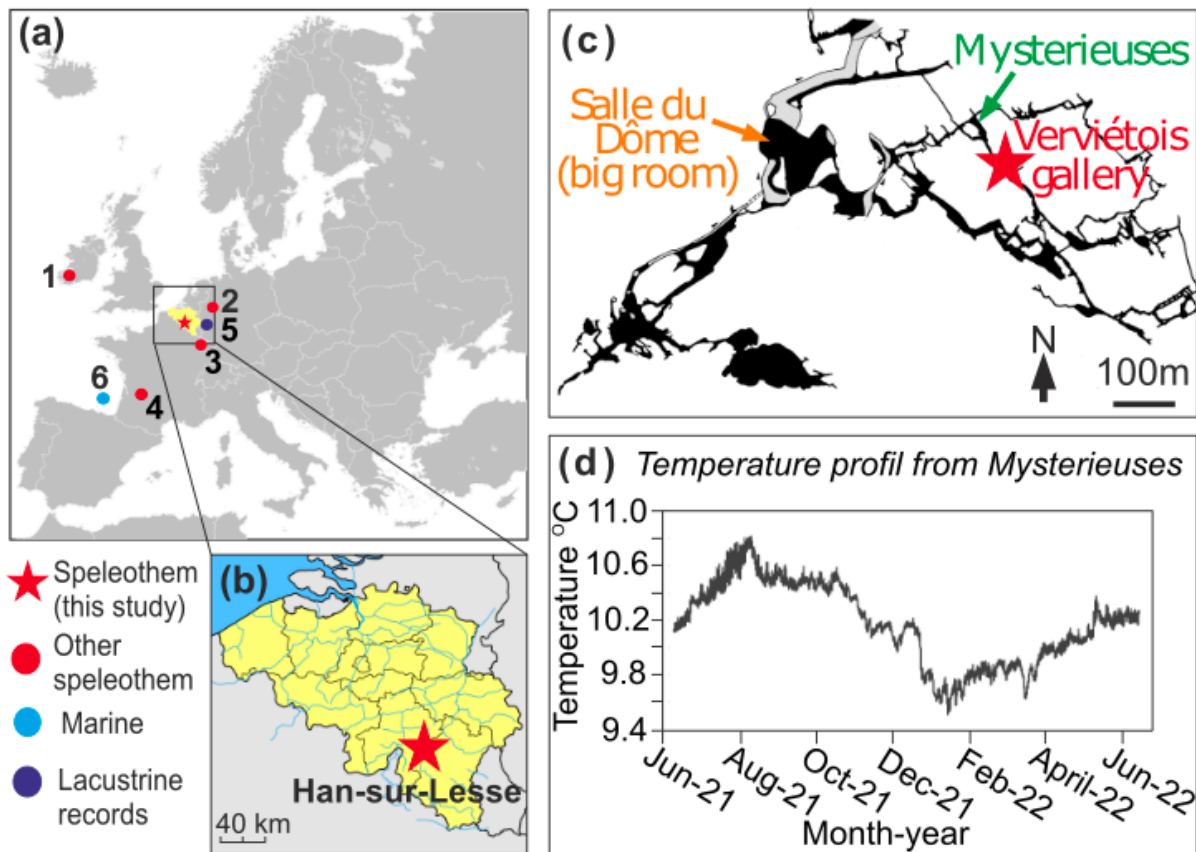 (a)
1
2
5
3
6
4
Speleothem
(this study)
Other
speleothem
Marine
Lacustrine
records
(b)
Han-sur-Lesse
40 km
(c)
Mysterieuses
Salle du
Dôme
(big room)
Verviétois
gallery
N
100m
(d) Temperature profil from Mysterieuses
Temperature °C
11.0
10.6
10.2
9.8
9.4
Jun-21
Aug-21
Oct-21
Dec-21
Feb-22
April-22
Jun-22
Month-year